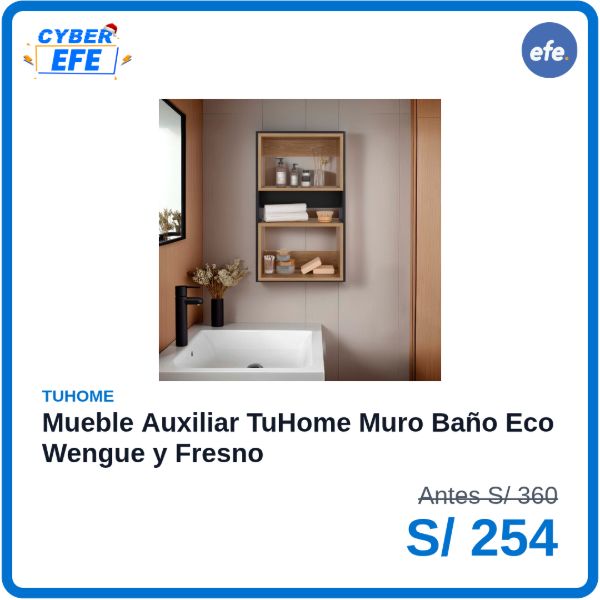 CYBER
EFE
efe.
TUHOME
Mueble Auxiliar TuHome Muro Baño Eco
Wengue y Fresno
Antes S/ 360
S/ 254